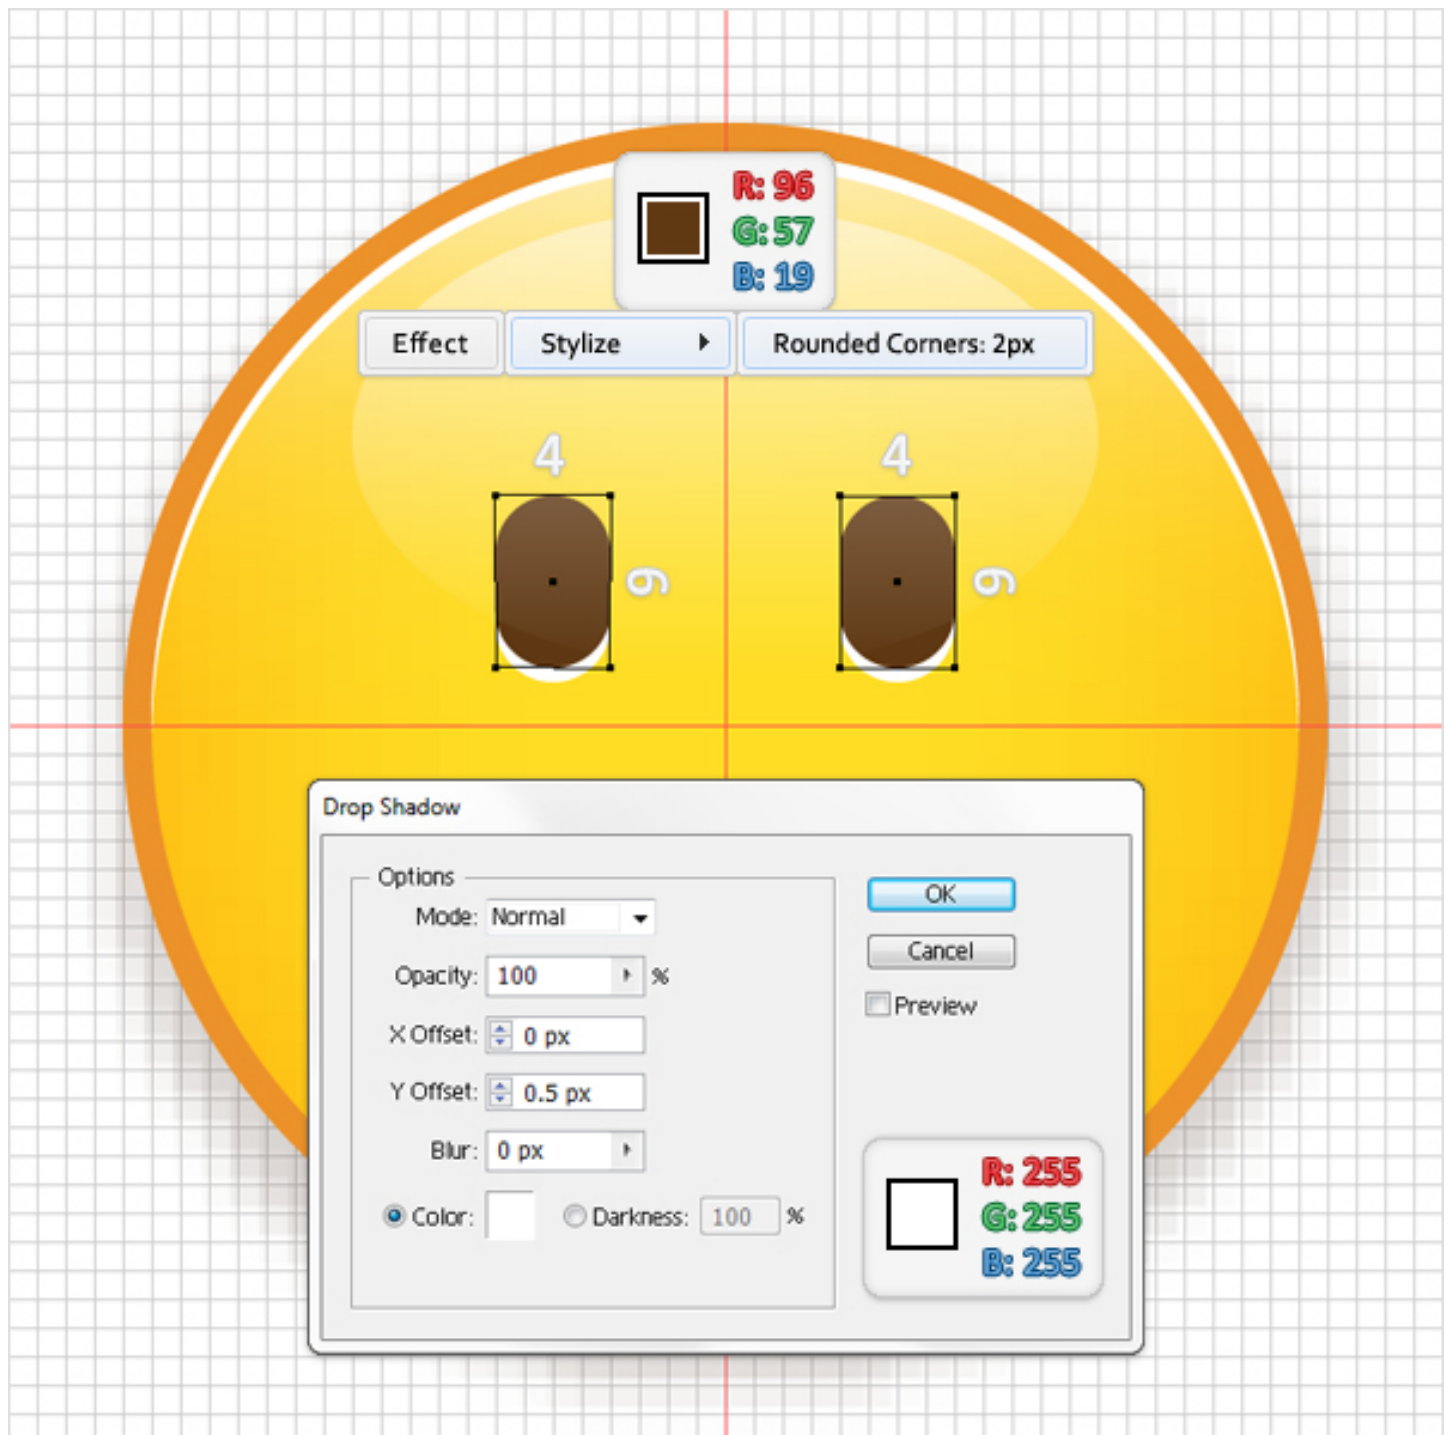 R: 96
G: 57
B: 19
Effect
Stylize
Rounded Corners: 2px
4
4
6
6
Drop Shadow
Options
Mode: Normal
Opacity: 100 %
X Offset: 0 px
Y Offset: 0.5 px
Blur: 0 px
Color:
Darkness: 100 %
OK
Cancel
Preview
R: 255
G: 255
B: 255